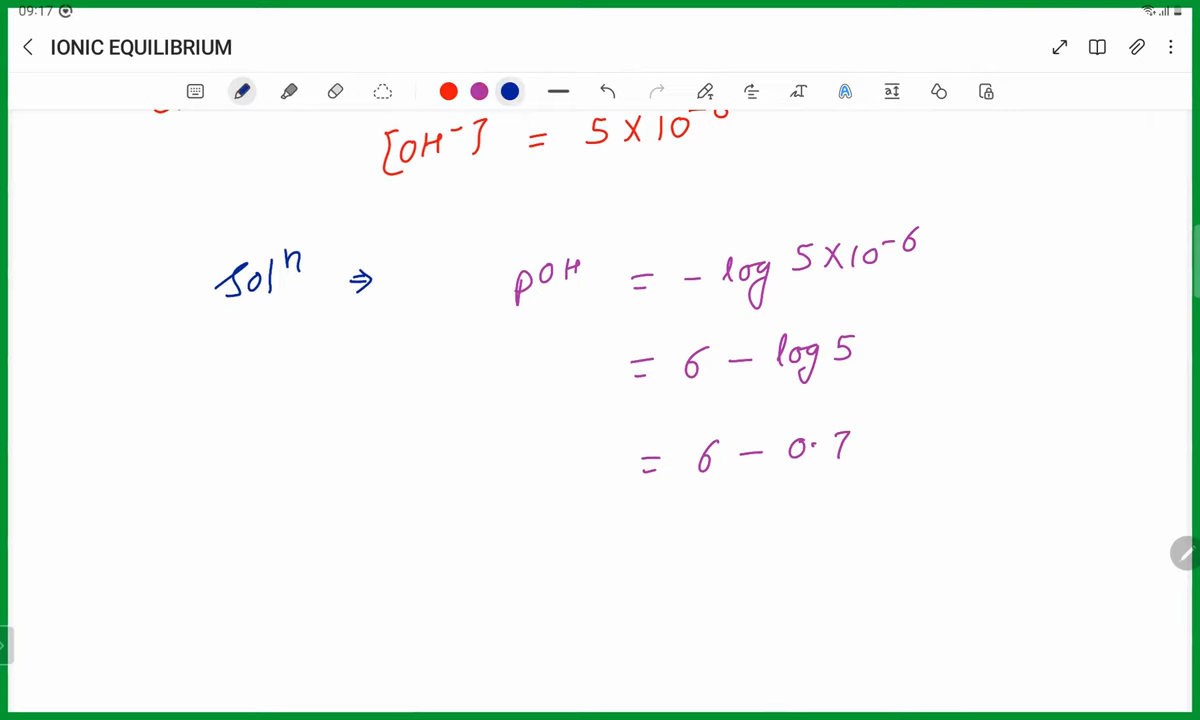 09:17
IONIC EQUILIBRIUM
[OH⁻] = 5 X 10⁻⁶
Solⁿ ⇒ pOH = - log 5 X 10⁻⁶
= 6 - log 5
= 6 - 0.7